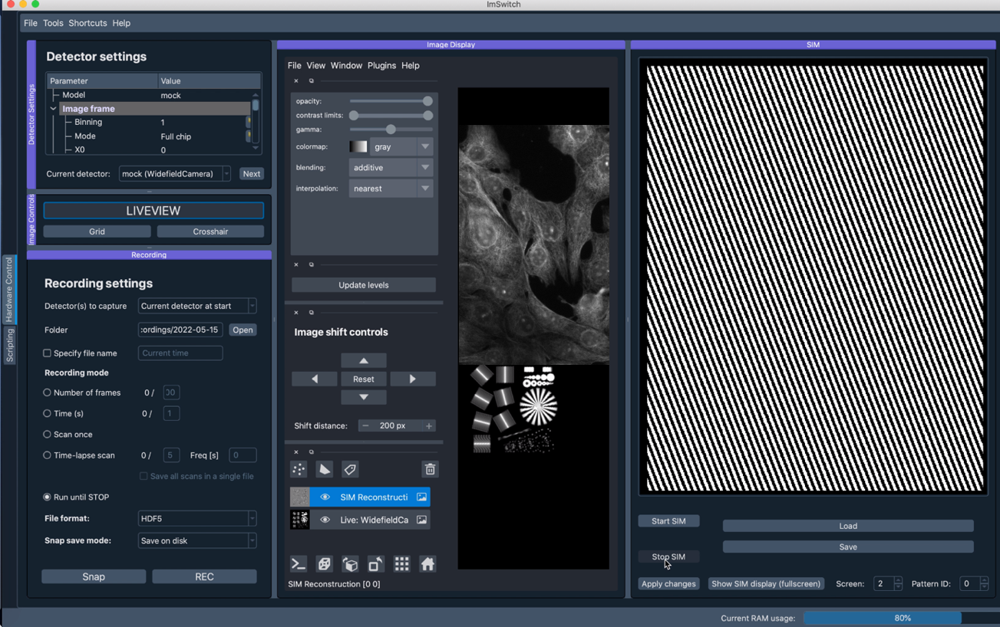 ImSwitch
File Tools Shortcuts Help
Hardware Control
Scripting
Detector Settings
Detector settings
Parameter Value
Model mock
Image frame
Binning 1
Mode Full chip
X0 0
Current detector: mock (WidefieldCamera) Next
Image Controls
LIVEVIEW
Grid Crosshair
Recording
Recording settings
Detector(s) to capture Current detector at start
Folder :ordings/2022-05-15 Open
Specify file name Current time
Recording mode
Number of frames 0 / 00
Time (s) 0 / 1
Scan once
Time-lapse scan 0 / 5 Freq [s] 0
Save all scans in a single file
Run until STOP
File format: HDF5
Snap save mode: Save on disk
Snap REC
Image Display
File View Window Plugins Help
opacity:
contrast limits:
gamma:
colormap: gray
blending: additive
interpolation: nearest
Update levels
Image shift controls
Reset
Shift distance: 200 px
SIM Reconstructi
Live: WidefieldCa
SIM Reconstruction [0 0]
SIM
Start SIM
Load
Save
Stop SIM
Apply changes Show SIM display (fullscreen) Screen: 2 Pattern ID: 0
Current RAM usage: 80%